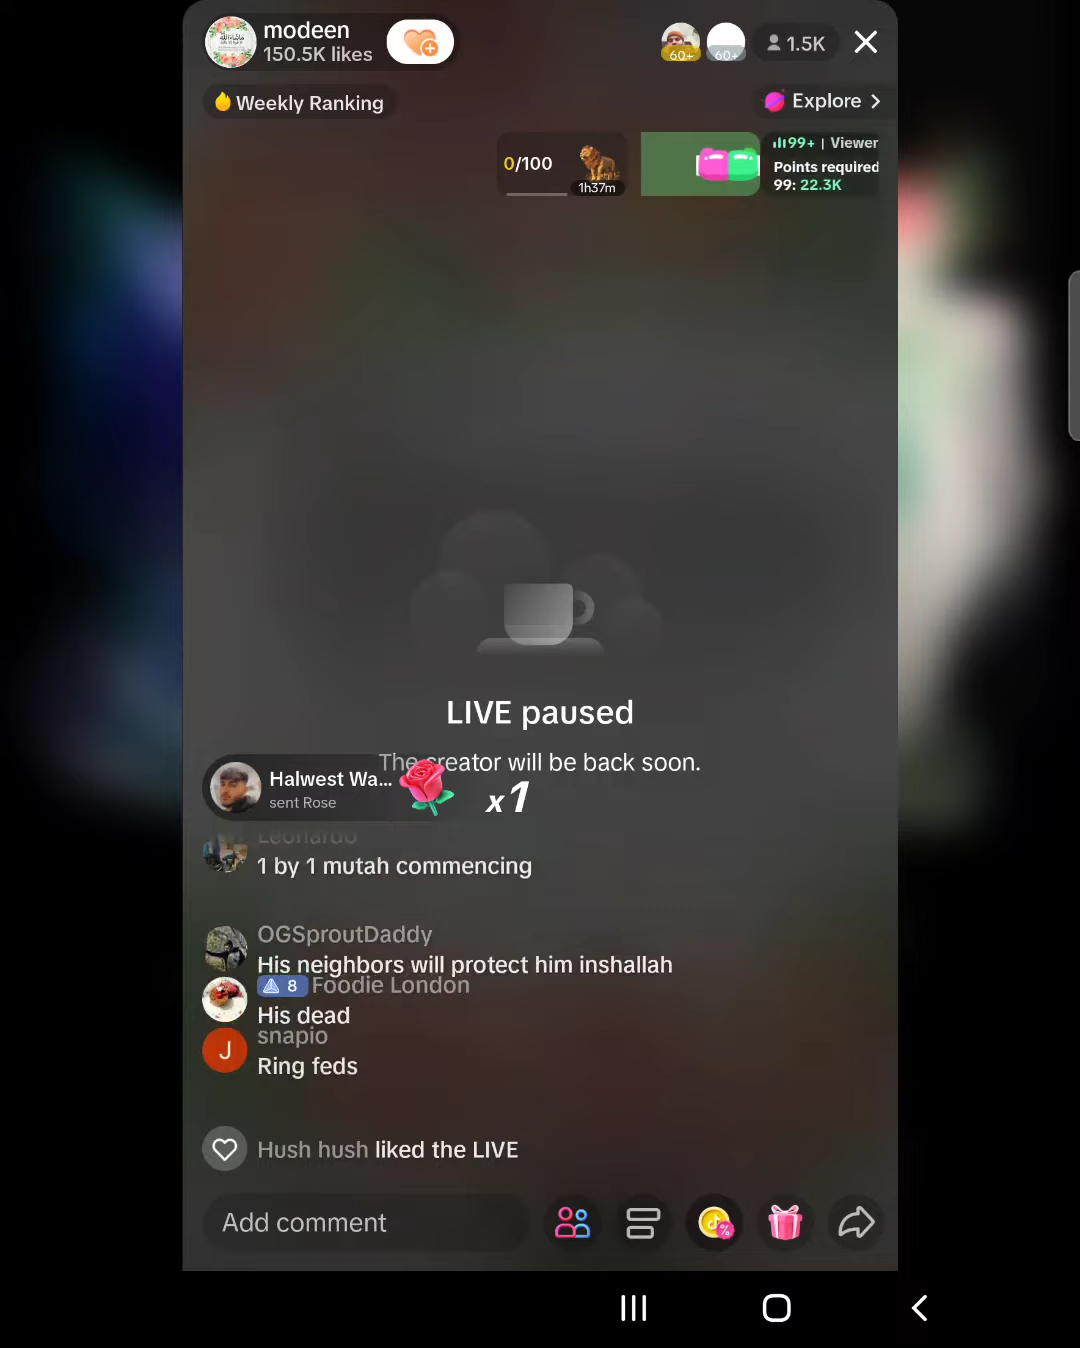 modeen
150.5K likes
60+
60+
1.5K
Weekly Ranking
Explore
0/100
1h37m
99+ | Viewer
Points required
99: 22.3K
LIVE paused
The creator will be back soon.
Halwest Wa...
sent Rose
x1
Leonardo
1 by 1 mutah commencing
OGSproutDaddy
His neighbors will protect him inshallah
8 Foodie London
His dead
J
snapio
Ring feds
Hush hush liked the LIVE
Add comment